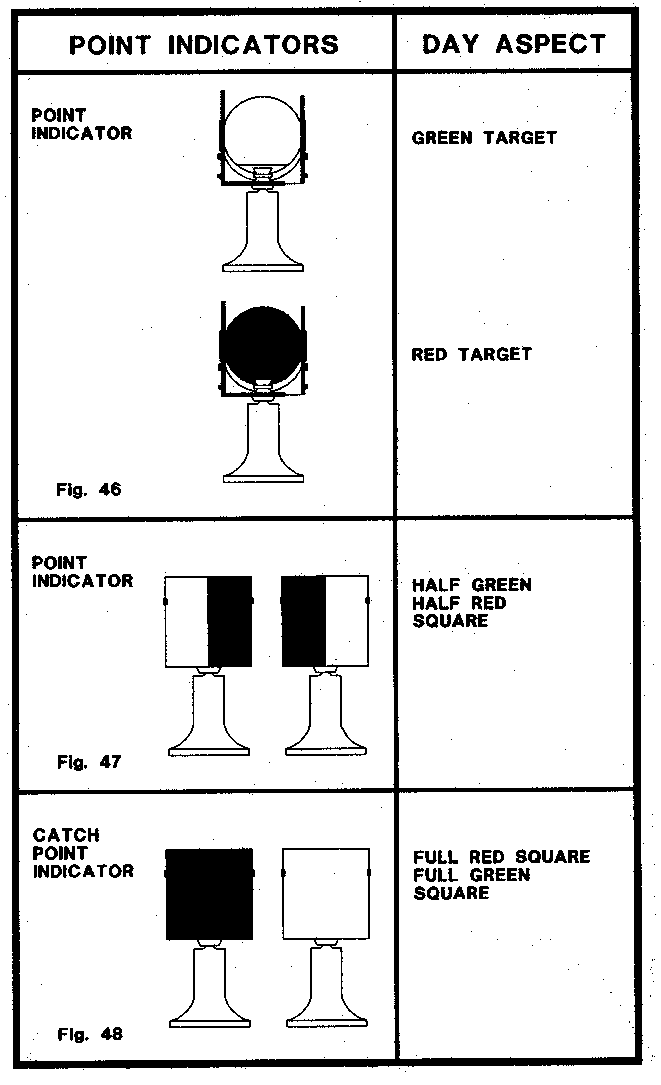 POINT INDICATORS
DAY ASPECT
POINT
INDICATOR
GREEN TARGET
RED TARGET
Fig. 46
POINT
INDICATOR
HALF GREEN
HALF RED
SQUARE
Fig. 47
CATCH
POINT
INDICATOR
FULL RED SQUARE
FULL GREEN
SQUARE
Fig. 48